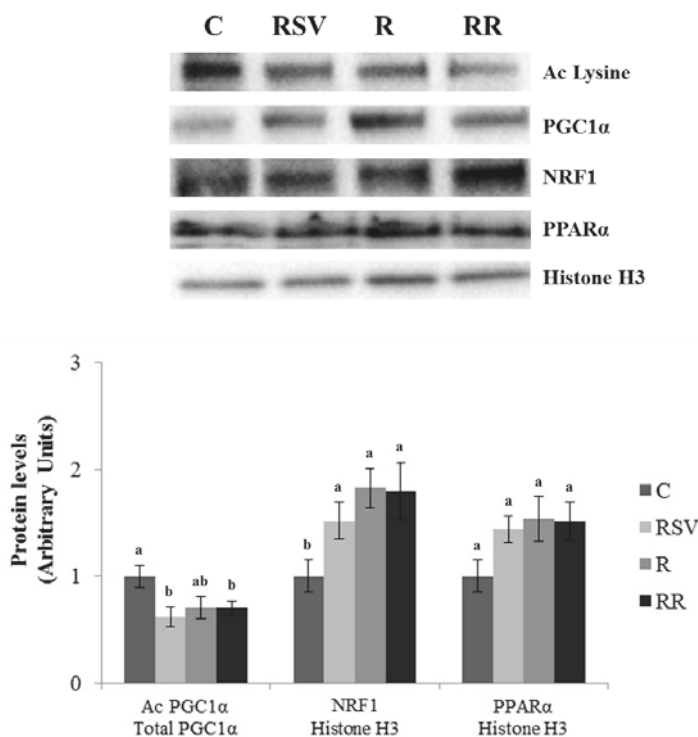 C RSV R RR
Ac Lysine
PGC1α
NRF1
PPARα
Histone H3
3
2
1
0
Protein levels
(Arbitrary Units)
a b ab b
b a a a
a a a a
Ac PGC1α
Total PGC1α
NRF1
Histone H3
PPARα
Histone H3
C
RSV
R
RR